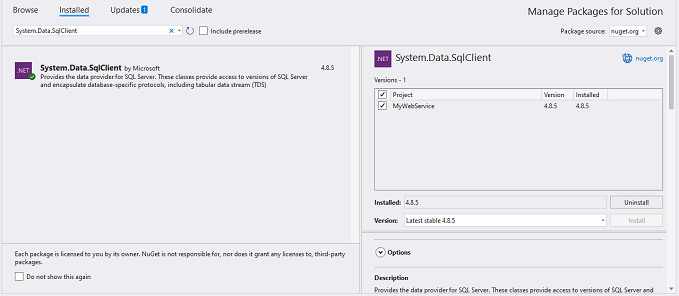 Browse Installed Updates 1 Consolidate Manage Packages for Solution
System.Data.SqlClient Include prerelease Package source: nuget.org
.NET System.Data.SqlClient by Microsoft 4.8.5
Provides the data provider for SQL Server. These classes provide access to versions of SQL Server
and encapsulate database-specific protocols, including tabular data stream (TDS)
Each package is licensed to you by its owner. NuGet is not responsible for, nor does it grant any licenses to, third-party
packages.
Do not show this again
.NET System.Data.SqlClient nuget.org
Versions - 1
Project Version Installed
MyWebService 4.8.5 4.8.5
Installed: 4.8.5 Uninstall
Version: Latest stable 4.8.5 Install
Options
Description
Provides the data provider for SQL Server. These classes provide access to versions of SQL Server and